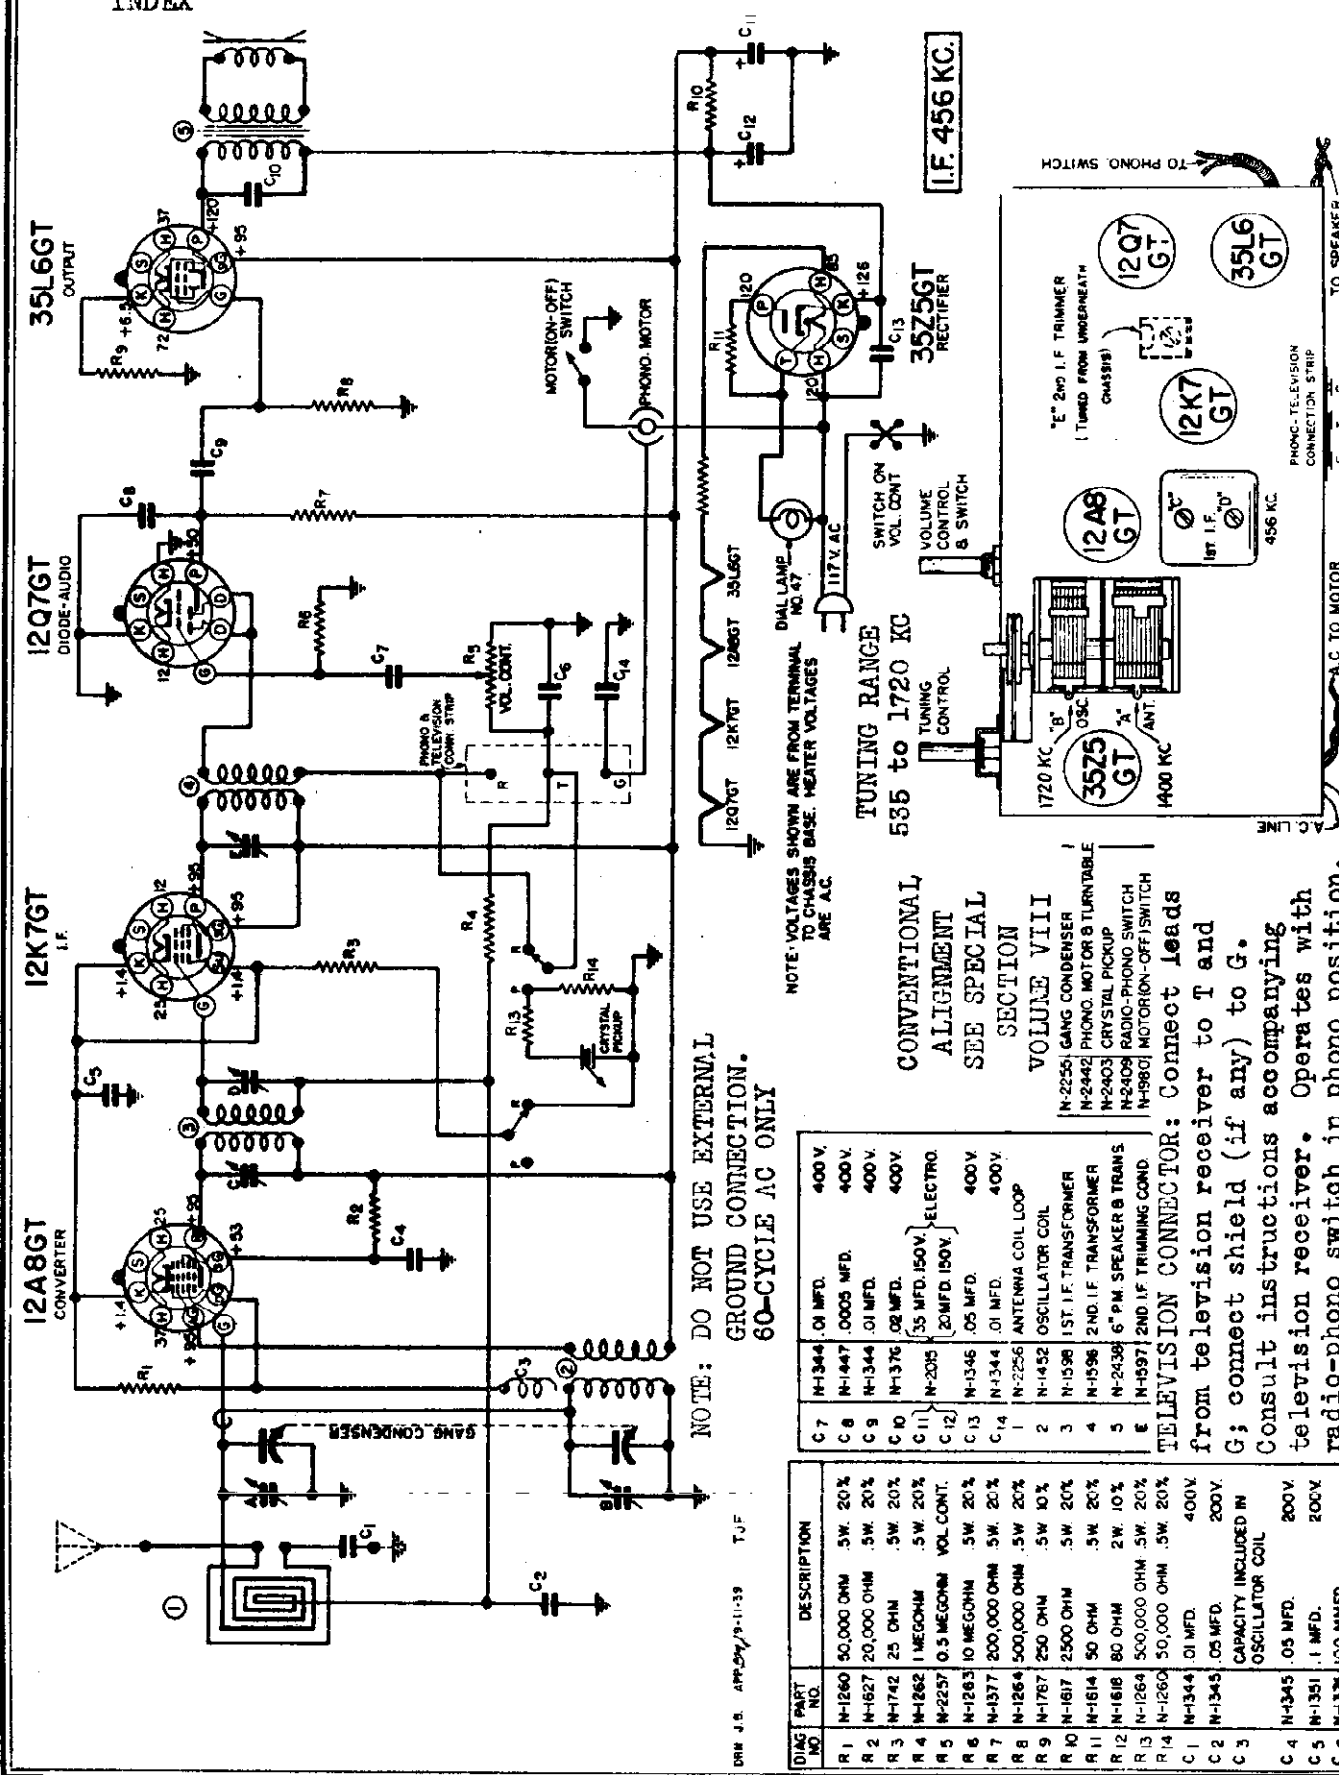 INDEX
12A8GT
CONVERTER
12K7GT
I.F.
12Q7GT
DIODE-AUDIO
35L6GT
OUTPUT
GANG CONDENSER
CRYSTAL
PICKUP
PHONO &
TELEVISION
CONN. STRIP
VOL. CONT.
MOTOR(ON-OFF)
SWITCH
PHONO. MOTOR
35Z5GT
RECTIFIER
I.F. 456 KC.
12Q7GT 12K7GT 12A8GT 35L6GT
DIAL LAMP
NO. 47
117 V. AC
SWITCH ON
VOL. CONT
NOTE: DO NOT USE EXTERNAL
GROUND CONNECTION.
60-CYCLE AC ONLY
NOTE: VOLTAGES SHOWN ARE FROM TERMINAL
TO CHASSIS BASE. HEATER VOLTAGES
ARE A.C.
TUNING RANGE
535 to 1720 KC
CONVENTIONAL
ALIGNMENT
SEE SPECIAL
SECTION
VOLUME VIII
TUNING
CONTROL
VOLUME
CONTROL
& SWITCH
1720 KC. "B"
OSC.
35Z5
GT
"A"
ANT.
1400 KC.
12A8
GT
"C"
1ST. I.F.
"D"
456 KC.
12K7
GT
"E" 2ND I.F. TRIMMER
(TUNED FROM UNDERNEATH
CHASSIS)
12Q7
GT
35L6
GT
PHONO-TELEVISION
CONNECTION STRIP
TO PHONO. SWITCH
TO SPEAKER
A.C. LINE
A.C. TO MOTOR
DIAG NO. PART NO. DESCRIPTION
R 1 N-1260 50,000 OHM .5W. 20%
R 2 N-1627 20,000 OHM .5W. 20%
R 3 N-1742 25 OHM .5W. 20%
R 4 N-1262 1 MEGOHM .5W. 20%
R 5 N-2257 0.5 MEGOHM VOL. CONT.
R 6 N-1263 10 MEGOHM .5W. 20%
R 7 N-1377 200,000 OHM .5W. 20%
R 8 N-1264 500,000 OHM .5W 20%
R 9 N-1787 250 OHM .5W 10%
R 10 N-1617 2500 OHM .5W. 20%
R 11 N-1614 50 OHM .5W. 20%
R 12 N-1618 80 OHM 2W. 10%
R 13 N-1264 500,000 OHM .5W. 20%
R 14 N-1260 50,000 OHM .5W. 20%
C 1 N-1344 .01 MFD. 400V.
C 2 N-1345 .05 MFD. 200V.
C 3 CAPACITY INCLUDED IN
OSCILLATOR COIL
C 4 N-1345 .05 MFD. 200V.
C 5 N-1351 .1 MFD. 200V.
C 7 N-1344 .01 MFD. 400V.
C 8 N-1447 .0005 MFD. 400V.
C 9 N-1344 .01 MFD. 400V.
C 10 N-1376 .02 MFD. 400V.
C 11 C 12 N-2015 35 MFD. 150V. 20 MFD. 150V. ELECTRO.
C 13 N-1346 .05 MFD. 400V.
C 14 N-1344 .01 MFD. 400V.
1 N-2256 ANTENNA COIL LOOP
2 N-1452 OSCILLATOR COIL
3 N-1598 1ST. I.F. TRANSFORMER
4 N-1596 2ND. I.F. TRANSFORMER
5 N-2438 6" P.M. SPEAKER & TRANS.
E N-1597 2ND. I.F. TRIMMING COND.
N-2255 GANG CONDENSER
N-2442 PHONO. MOTOR & TURNTABLE
N-2403 CRYSTAL PICKUP
N-2409 RADIO-PHONO SWITCH
N-1980 MOTOR(ON-OFF) SWITCH
TELEVISION CONNECTOR: Connect leads
from television receiver to T and
G; connect shield (if any) to G.
Consult instructions accompanying
television receiver. Operates with
radio-phono switch in phono position.